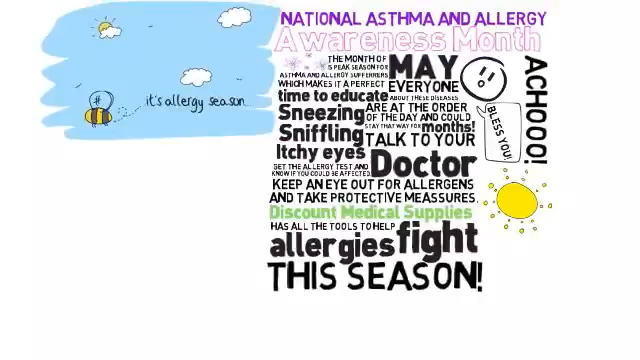 it's allergy season
NATIONAL ASTHMA AND ALLERGY
Awareness Month
THE MONTH OF
MAY
IS PEAK SEASON FOR
ASTHMA AND ALLERGY SUFFERRERS
WHICH MAKES IT A PERFECT
EVERYONE
time to educate
ABOUT THESE DISEASES
Sneezing
ARE AT THE ORDER
OF THE DAY AND COULD
STAY THAT WAY FOR months!
Sniffling
TALK TO YOUR
Itchy eyes
Doctor
GET THE ALLERGY TEST AND
KNOW IF YOU COULD BE AFFECTED.
KEEP AN EYE OUT FOR ALLERGENS
AND TAKE PROTECTIVE MEASSURES.
Discount Medical Supplies
HAS ALL THE TOOLS TO HELP
fight
allergies
THIS SEASON!
BLESS YOU!
ACHOOO!